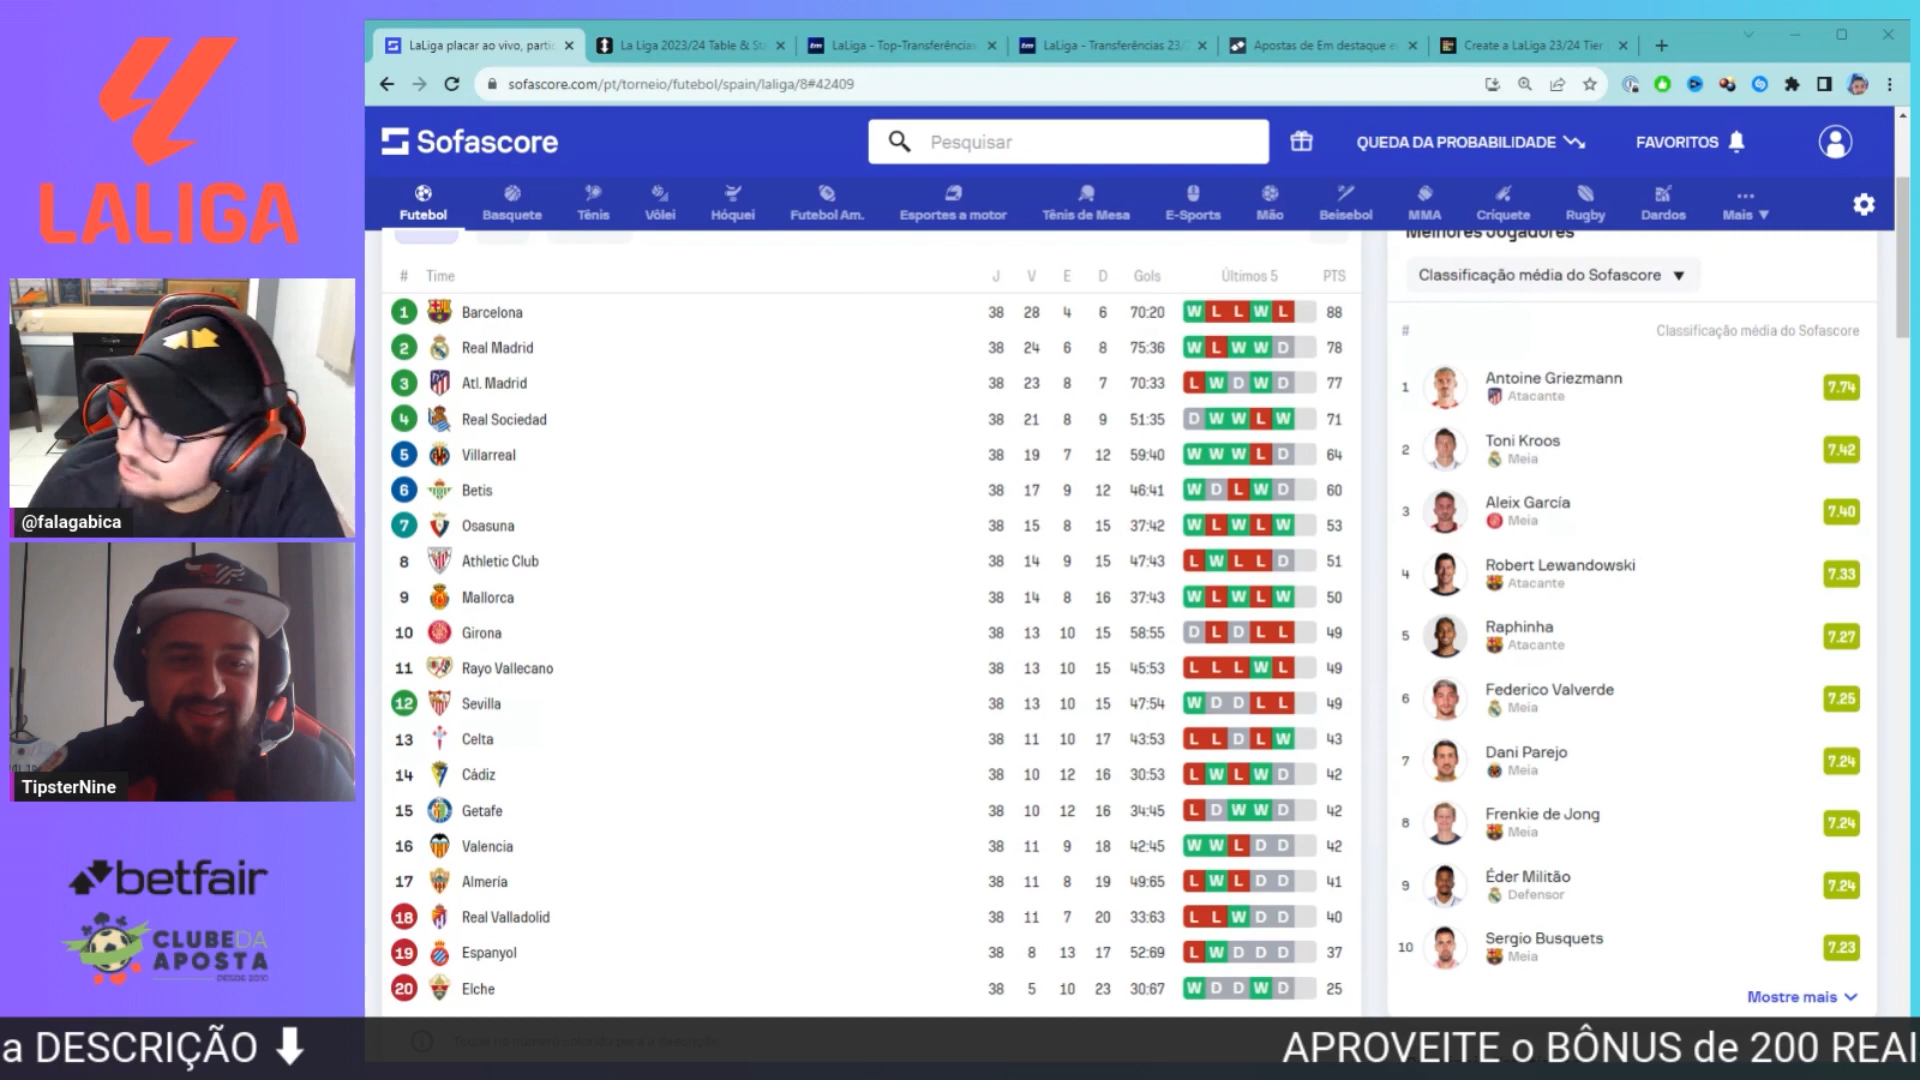 LALIGA
@falagabica
TipsterNine
betfair
CLUBE DA
APOSTA
DESDE 2010
LaLiga placar ao vivo, partic
La Liga 2023/24 Table & Sta
LaLiga - Top-Transferências
LaLiga - Transferências 23/2
Apostas de Em destaque e
Create a LaLiga 23/24 Tier
sofascore.com/pt/torneio/futebol/spain/laliga/8#42409
Sofascore
Pesquisar
QUEDA DA PROBABILIDADE
FAVORITOS
Futebol Basquete Tênis Vôlei Hóquei Futebol Am. Esportes a motor Tênis de Mesa E-Sports Mão Beisebol MMA Críquete Rugby Dardos Mais ▼
# Time J V E D Gols Últimos 5 PTS
1 Barcelona 38 28 4 6 70:20 W L L W L 88
2 Real Madrid 38 24 6 8 75:36 W L W W D 78
3 Atl. Madrid 38 23 8 7 70:33 L W D W D 77
4 Real Sociedad 38 21 8 9 51:35 D W W L W 71
5 Villarreal 38 19 7 12 59:40 W W W L D 64
6 Betis 38 17 9 12 46:41 W D L W D 60
7 Osasuna 38 15 8 15 37:42 W L W L W 53
8 Athletic Club 38 14 9 15 47:43 L W L L D 51
9 Mallorca 38 14 8 16 37:43 W L W L W 50
10 Girona 38 13 10 15 58:55 D L D L L 49
11 Rayo Vallecano 38 13 10 15 45:53 L L L W L 49
12 Sevilla 38 13 10 15 47:54 W D D L L 49
13 Celta 38 11 10 17 43:53 L L D L W 43
14 Cádiz 38 10 12 16 30:53 L W L W D 42
15 Getafe 38 10 12 16 34:45 L D W W D 42
16 Valencia 38 11 9 18 42:45 W W L D D 42
17 Almería 38 11 8 19 49:65 L W L D D 41
18 Real Valladolid 38 11 7 20 33:63 L L W D D 40
19 Espanyol 38 8 13 17 52:69 L W D D D 37
20 Elche 38 5 10 23 30:67 W D D W D 25
Melhores Jogadores
Classificação média do Sofascore ▼
# Classificação média do Sofascore
1 Antoine Griezmann 7.74
Atacante
2 Toni Kroos 7.42
Meia
3 Aleix García 7.40
Meia
4 Robert Lewandowski 7.33
Atacante
5 Raphinha 7.27
Atacante
6 Federico Valverde 7.25
Meia
7 Dani Parejo 7.24
Meia
8 Frenkie de Jong 7.24
Meia
9 Éder Militão 7.24
Defensor
10 Sergio Busquets 7.23
Meia
Mostre mais
a DESCRIÇÃO ⬇ APROVEITE o BÔNUS de 200 REAI